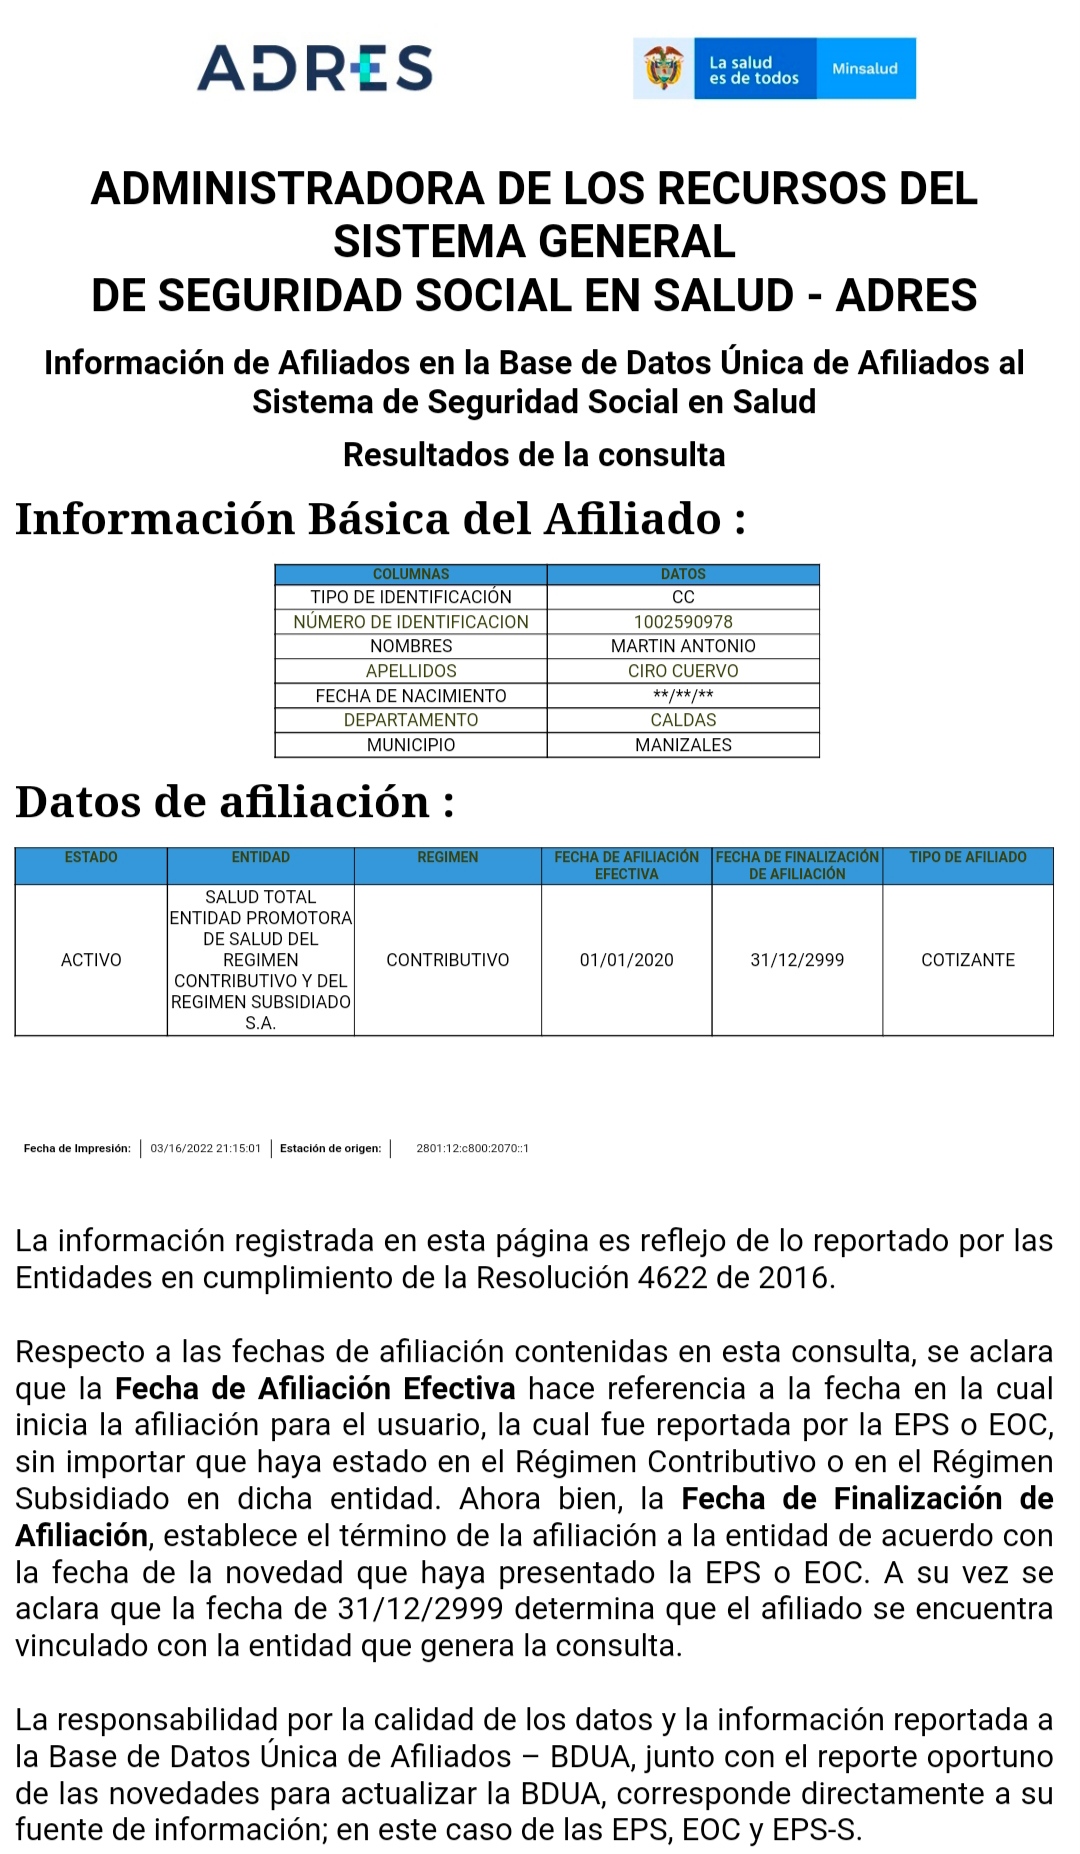 ADRES
La salud
es de todos
Minsalud
ADMINISTRADORA DE LOS RECURSOS DEL
SISTEMA GENERAL
DE SEGURIDAD SOCIAL EN SALUD - ADRES
Información de Afiliados en la Base de Datos Única de Afiliados al
Sistema de Seguridad Social en Salud
Resultados de la consulta
Información Básica del Afiliado :
COLUMNAS DATOS
TIPO DE IDENTIFICACIÓN CC
NÚMERO DE IDENTIFICACION 1002590978
NOMBRES MARTIN ANTONIO
APELLIDOS CIRO CUERVO
FECHA DE NACIMIENTO **/**/**
DEPARTAMENTO CALDAS
MUNICIPIO MANIZALES
Datos de afiliación :
ESTADO ENTIDAD REGIMEN FECHA DE AFILIACIÓN FECHA DE FINALIZACIÓN TIPO DE AFILIADO
EFECTIVA DE AFILIACIÓN
SALUD TOTAL
ENTIDAD PROMOTORA
DE SALUD DEL
ACTIVO REGIMEN CONTRIBUTIVO 01/01/2020 31/12/2999 COTIZANTE
CONTRIBUTIVO Y DEL
REGIMEN SUBSIDIADO
S.A.
Fecha de Impresión: 03/16/2022 21:15:01 Estación de origen: 2801:12:c800:2070::1
La información registrada en esta página es reflejo de lo reportado por las
Entidades en cumplimiento de la Resolución 4622 de 2016.
Respecto a las fechas de afiliación contenidas en esta consulta, se aclara
que la Fecha de Afiliación Efectiva hace referencia a la fecha en la cual
inicia la afiliación para el usuario, la cual fue reportada por la EPS o EOC,
sin importar que haya estado en el Régimen Contributivo o en el Régimen
Subsidiado en dicha entidad. Ahora bien, la Fecha de Finalización de
Afiliación, establece el término de la afiliación a la entidad de acuerdo con
la fecha de la novedad que haya presentado la EPS o EOC. A su vez se
aclara que la fecha de 31/12/2999 determina que el afiliado se encuentra
vinculado con la entidad que genera la consulta.
La responsabilidad por la calidad de los datos y la información reportada a
la Base de Datos Única de Afiliados – BDUA, junto con el reporte oportuno
de las novedades para actualizar la BDUA, corresponde directamente a su
fuente de información; en este caso de las EPS, EOC y EPS-S.